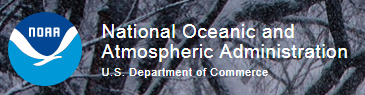 NOAA
National Oceanic and
Atmospheric Administration
U.S. Department of Commerce